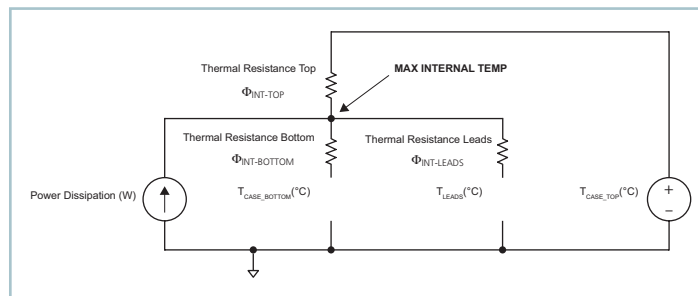 Thermal Resistance Top
MAX INTERNAL TEMP
ΦINT-TOP
Thermal Resistance Bottom
Thermal Resistance Leads
ΦINT-BOTTOM
ΦINT-LEADS
Power Dissipation (W)
TCASE_BOTTOM(°C)
TLEADS(°C)
TCASE_TOP(°C)
+
−